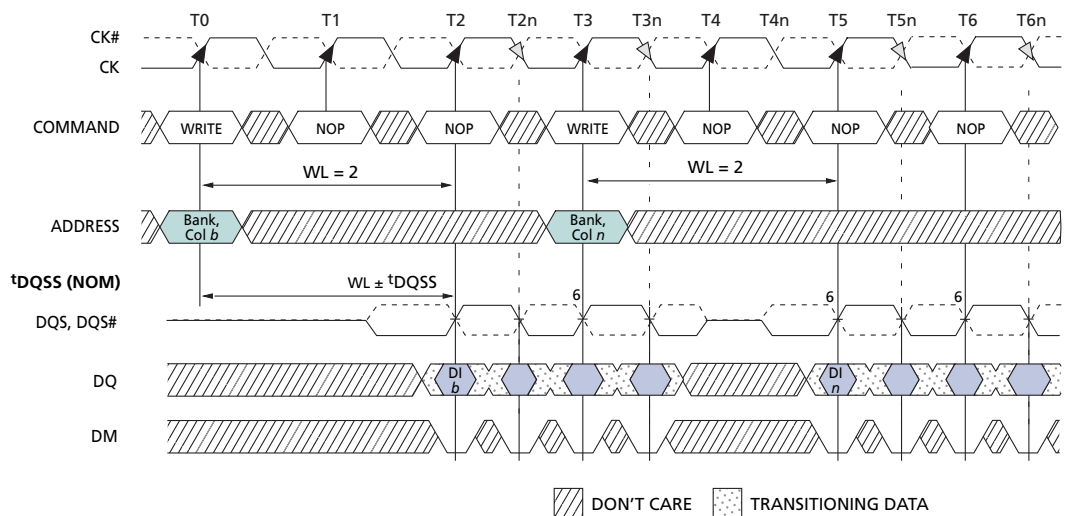 T0 T1 T2 T2n T3 T3n T4 T4n T5 T5n T6 T6n
CK#
CK
COMMAND WRITE NOP NOP WRITE NOP NOP NOP
WL = 2 WL = 2
ADDRESS Bank, Col b Bank, Col n
tDQSS (NOM) WL ± tDQSS
6 6 6
DQS, DQS#
DQ DI b DI n
DM
DON'T CARE TRANSITIONING DATA